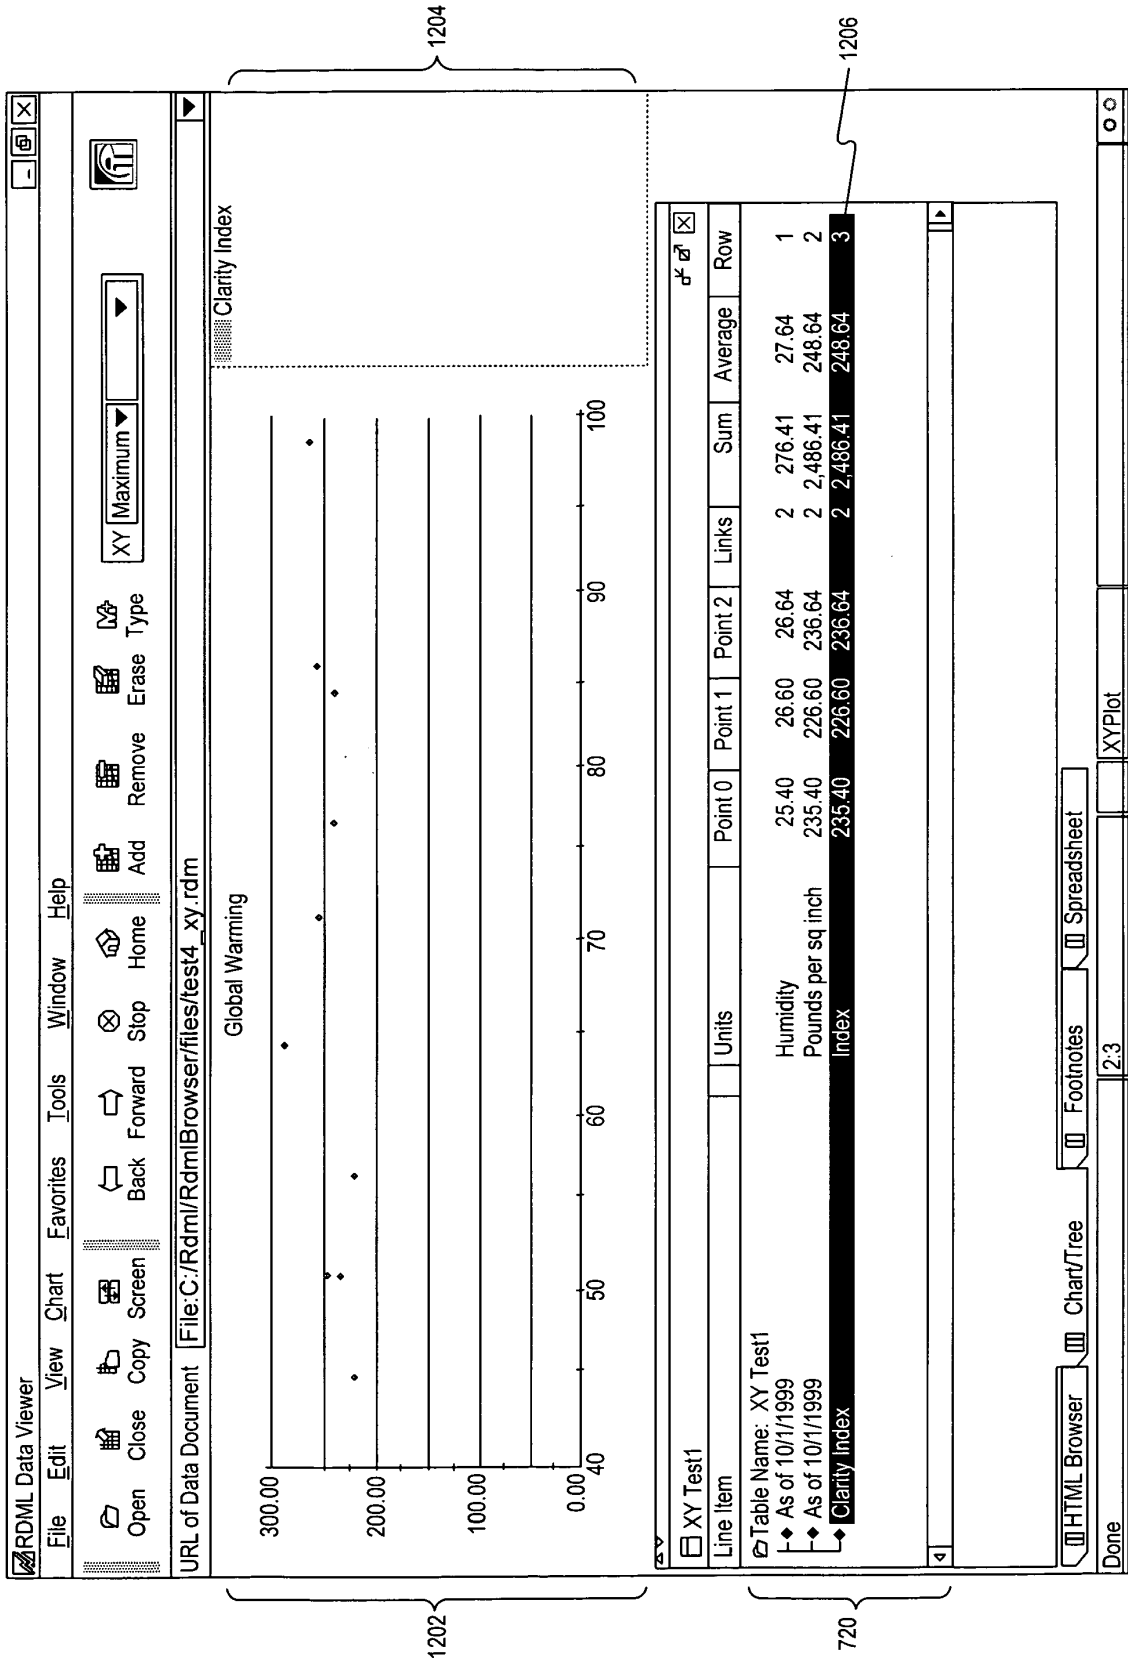 RDML Data Viewer
File Edit View Chart Favorites Tools Window Help
Open Close Copy Screen Back Forward Stop Home Add Remove Erase Type XY Maximum
URL of Data Document File:C:/Rdml/RdmlBrowser/files/test4_xy.rdm
Global Warming
Clarity Index
300.00
200.00
100.00
0.00
40 50 60 70 80 90 100
1202
1204
XY Test1
Line Item Units Point 0 Point 1 Point 2 Links Sum Average Row
Table Name: XY Test1
As of 10/1/1999 Humidity 25.40 26.60 26.64 2 276.41 27.64 1
As of 10/1/1999 Pounds per sq inch 235.40 226.60 236.64 2 2,486.41 248.64 2
Clarity Index Index 235.40 226.60 236.64 2 2,486.41 248.64 3
720
1206
HTML Browser Chart/Tree Footnotes Spreadsheet
Done 2:3 XYPlot